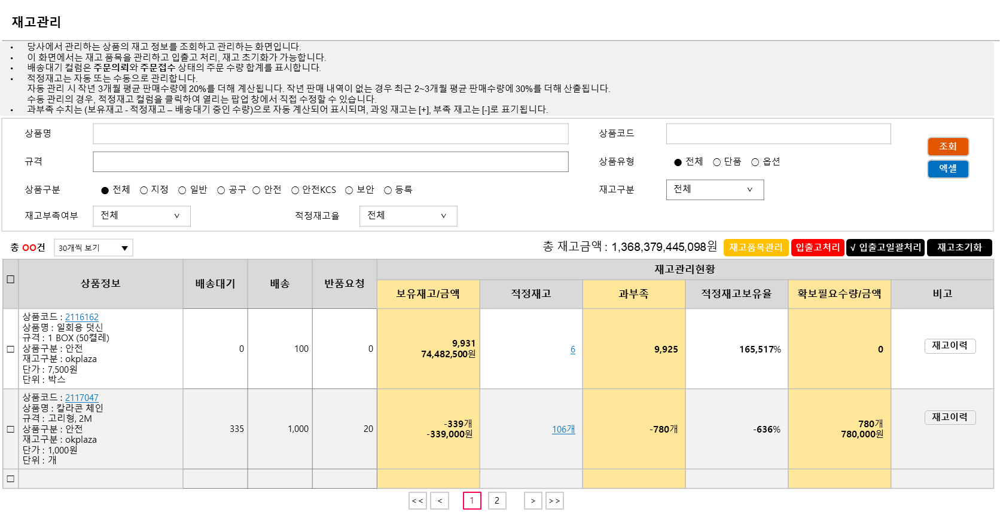 재고관리
• 당사에서 관리하는 상품의 재고 정보를 조회하고 관리하는 화면입니다.
• 이 화면에서는 재고 품목을 관리하고 입출고 처리, 재고 초기화가 가능합니다.
• 배송대기 컬럼은 주문의뢰와 주문접수 상태의 주문 수량 합계를 표시합니다.
• 적정재고는 자동 또는 수동으로 관리합니다.
자동 관리 시 작년 3개월 평균 판매수량에 20%를 더해 계산됩니다. 작년 판매 내역이 없는 경우 최근 2~3개월 평균 판매수량에 30%를 더해 산출됩니다.
수동 관리의 경우, 적정재고 컬럼을 클릭하여 열리는 팝업 창에서 직접 수정할 수 있습니다.
• 과부족 수치는 (보유재고 - 적정재고 – 배송대기 중인 수량)으로 자동 계산되어 표시되며, 과잉 재고는 [+], 부족 재고는 [-]로 표기됩니다.
상품명 상품코드
조회
규격 상품유형 ● 전체 ○ 단품 ○ 옵션
엑셀
상품구분 ● 전체 ○ 지정 ○ 일반 ○ 공구 ○ 안전 ○ 안전KCS ○ 보안 ○ 등록 재고구분 전체 ∨
재고부족여부 전체 ∨ 적정재고율 전체 ∨
총 OO건 30개씩 보기 ▼ 총 재고금액 : 1,368,379,445,098원 재고품목관리 입출고처리 √ 입출고일괄처리 재고초기화
□ 상품정보 배송대기 배송 반품요청 재고관리현황
보유재고/금액 적정재고 과부족 적정재고보유율 확보필요수량/금액 비고
□
상품코드 : 2116162
상품명 : 일회용 덧신
규격 : 1 BOX (50켤레)
상품구분 : 안전
재고구분 : okplaza
단가 : 7,500원
단위 : 박스
0 100 0
9,931
74,482,500원
6 9,925 165,517% 0 재고이력
□
상품코드 : 2117047
상품명 : 칼라콘 체인
규격 : 고리형, 2M
상품구분 : 안전
재고구분 : okplaza
단가 : 1,000원
단위 : 개
335 1,000 20
-339개
-339,000원
106개 -780개 -636%
780개
780,000원
재고이력
□
<< < 1 2 > >>